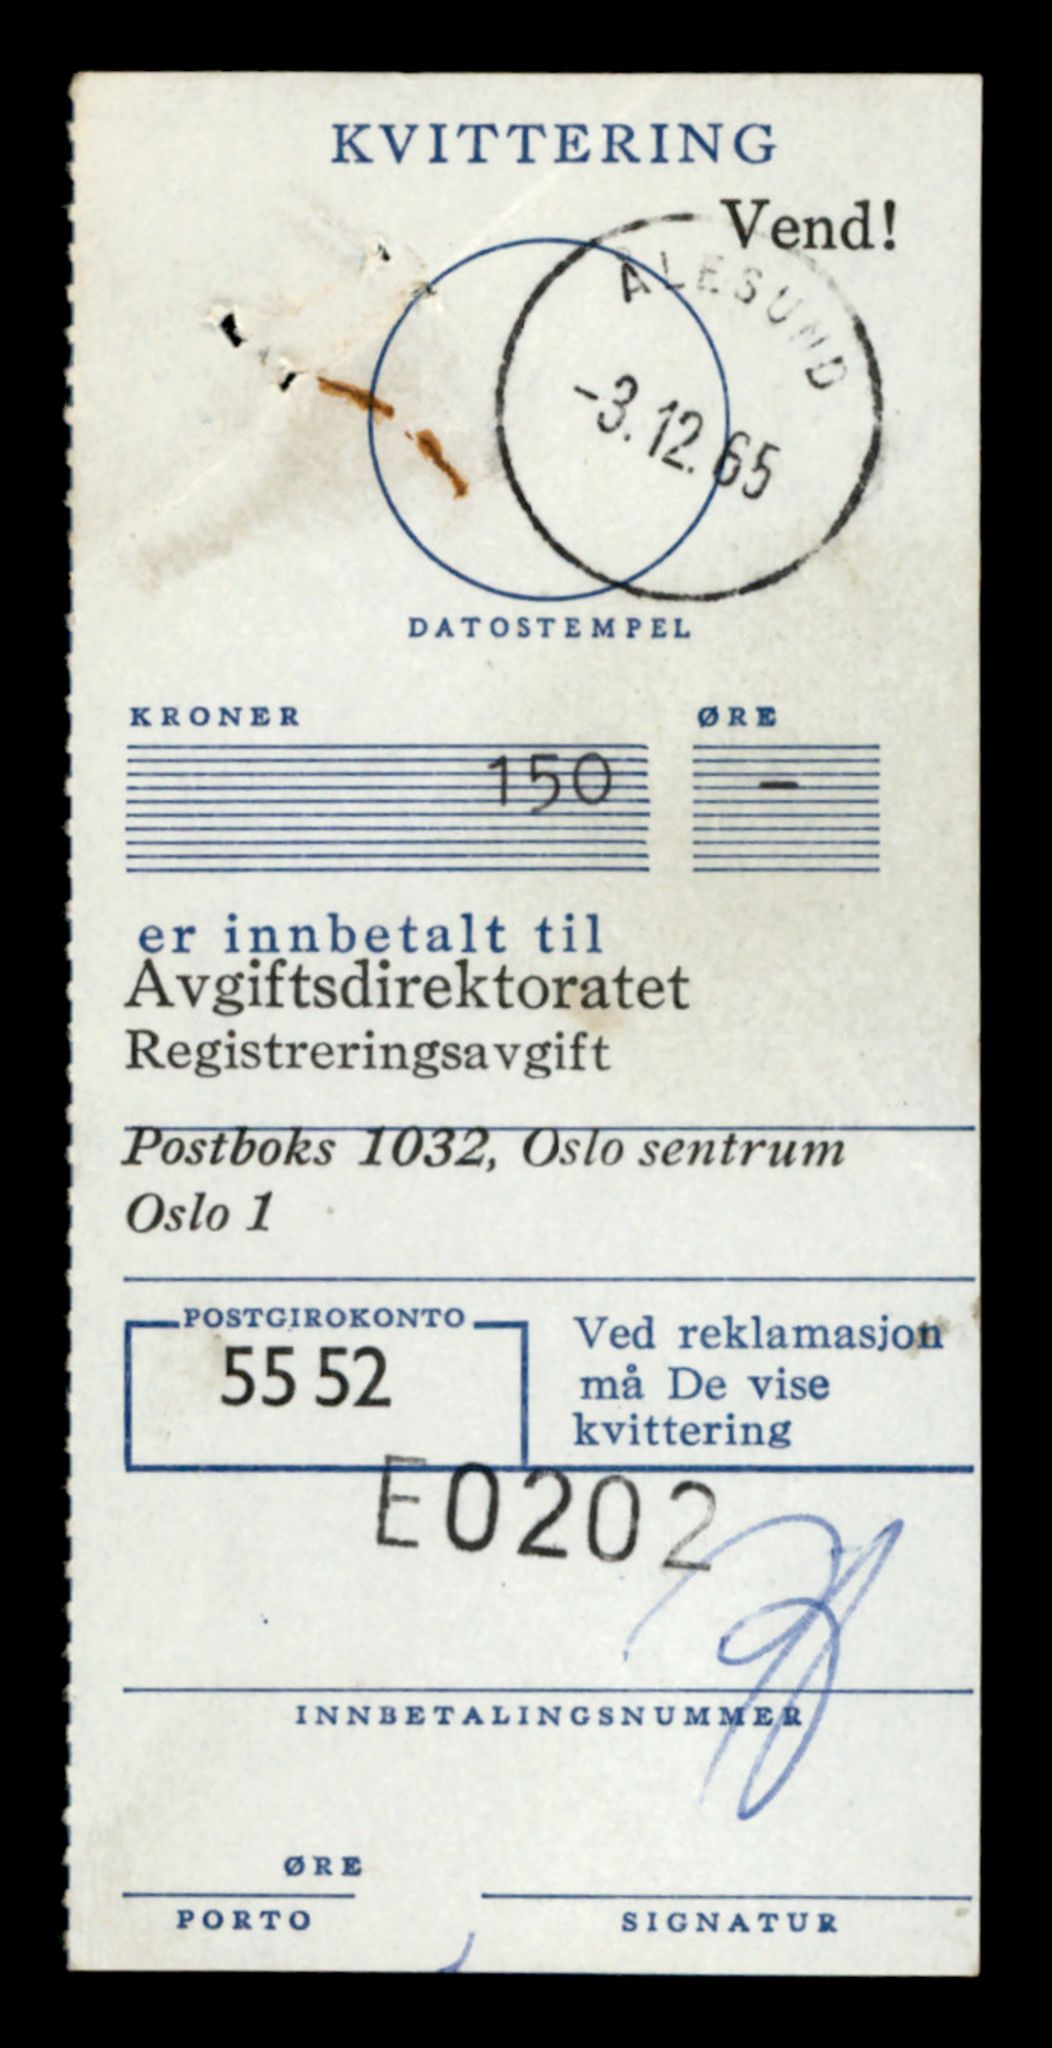 KVITTERING
Vend!
ALESUND
-3.12.65
DATOSTEMPEL
KRONER ØRE
150 –
er innbetalt til
Avgiftsdirektoratet
Registreringsavgift
Postboks 1032, Oslo sentrum
Oslo 1
POSTGIROKONTO
55 52
Ved reklamasjon
må De vise
kvittering
E0202
INNBETALINGSNUMMER
ØRE
PORTO SIGNATUR